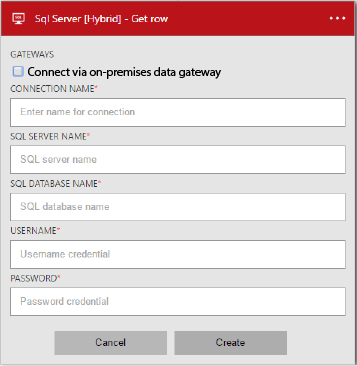 Sql Server [Hybrid] - Get row
GATEWAYS
Connect via on-premises data gateway
CONNECTION NAME*
Enter name for connection
SQL SERVER NAME*
SQL server name
SQL DATABASE NAME*
SQL database name
USERNAME*
Username credential
PASSWORD*
Password credential
Cancel Create